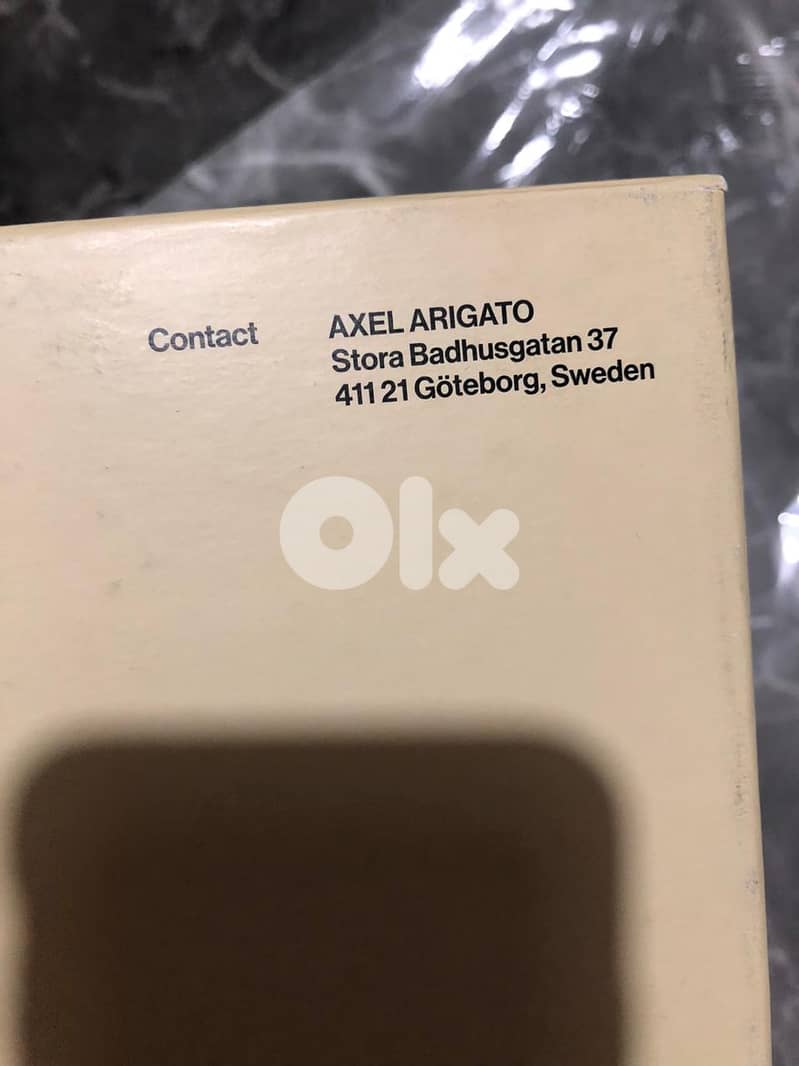 Contact
AXEL ARIGATO
Stora Badhusgatan 37
411 21 Göteborg, Sweden
Olx